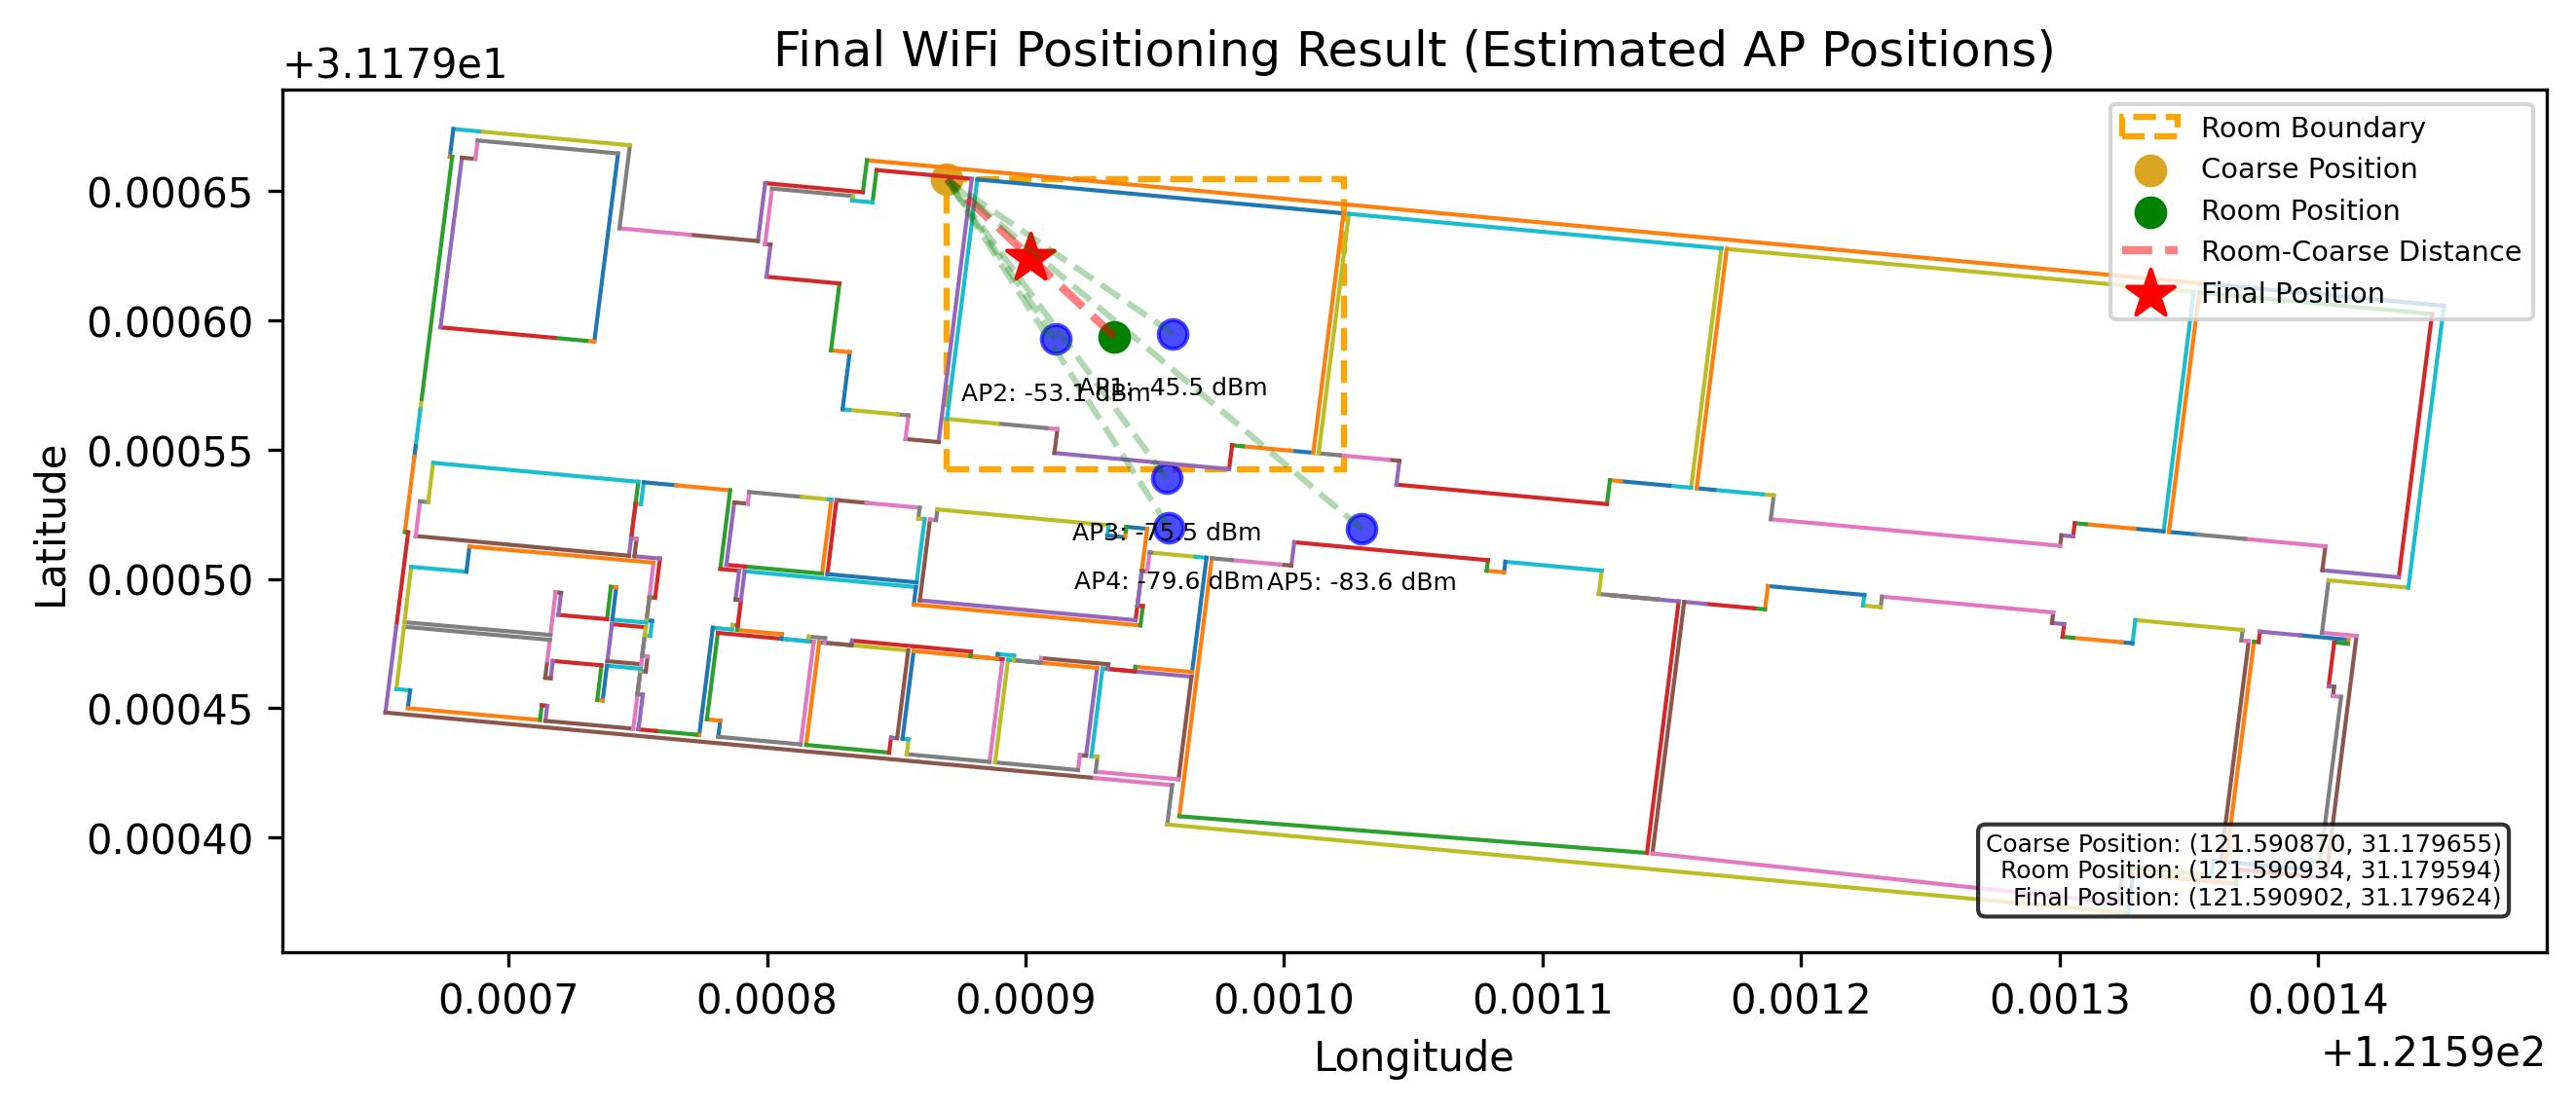 Final WiFi Positioning Result (Estimated AP Positions)
+3.1179e1
Room Boundary
Coarse Position
Room Position
Room-Coarse Distance
Final Position
0.00065
0.00060
0.00055
0.00050
0.00045
0.00040
Latitude
AP2: -53.1 dBm
AP1: -45.5 dBm
AP3: -75.5 dBm
AP4: -79.6 dBm
AP5: -83.6 dBm
Coarse Position: (121.590870, 31.179655)
Room Position: (121.590934, 31.179594)
Final Position: (121.590902, 31.179624)
0.0007
0.0008
0.0009
0.0010
0.0011
0.0012
0.0013
0.0014
Longitude
+1.2159e2